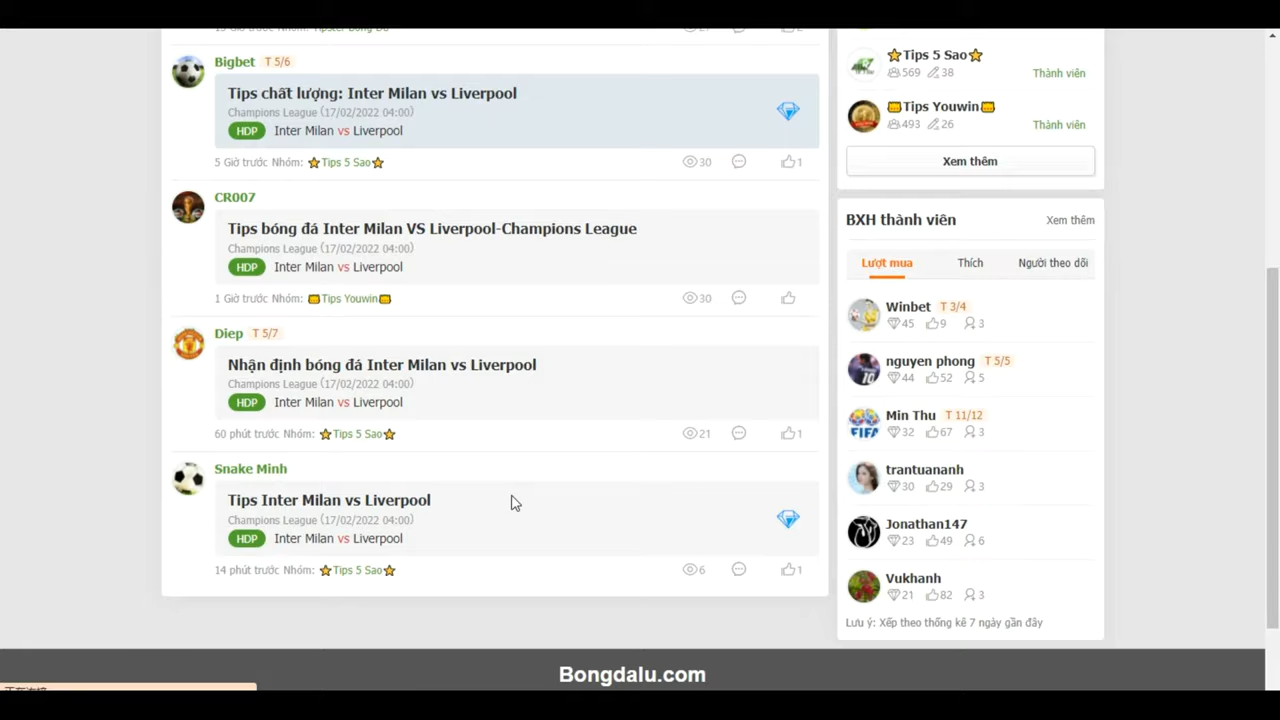 Bigbet T 5/6
Tips chất lượng: Inter Milan vs Liverpool
Champions League (17/02/2022 04:00)
HDP Inter Milan vs Liverpool
5 Giờ trước Nhóm: ⭐Tips 5 Sao⭐ 30 1
CR007
Tips bóng đá Inter Milan VS Liverpool-Champions League
Champions League (17/02/2022 04:00)
HDP Inter Milan vs Liverpool
1 Giờ trước Nhóm: Tips Youwin 30
Diep T 5/7
Nhận định bóng đá Inter Milan vs Liverpool
Champions League (17/02/2022 04:00)
HDP Inter Milan vs Liverpool
60 phút trước Nhóm: ⭐Tips 5 Sao⭐ 21 1
Snake Minh
Tips Inter Milan vs Liverpool
Champions League (17/02/2022 04:00)
HDP Inter Milan vs Liverpool
14 phút trước Nhóm: ⭐Tips 5 Sao⭐ 6 1
⭐Tips 5 Sao⭐
569 38 Thành viên
Tips Youwin
493 26 Thành viên
Xem thêm
BXH thành viên Xem thêm
Lượt mua Thích Người theo dõi
Winbet T 3/4
45 9 3
nguyen phong T 5/5
44 52 5
Min Thu T 11/12
32 67 3
trantuananh
30 29 3
Jonathan147
23 49 6
Vukhanh
21 82 3
Lưu ý: Xếp theo thống kê 7 ngày gần đây
Bongdalu.com